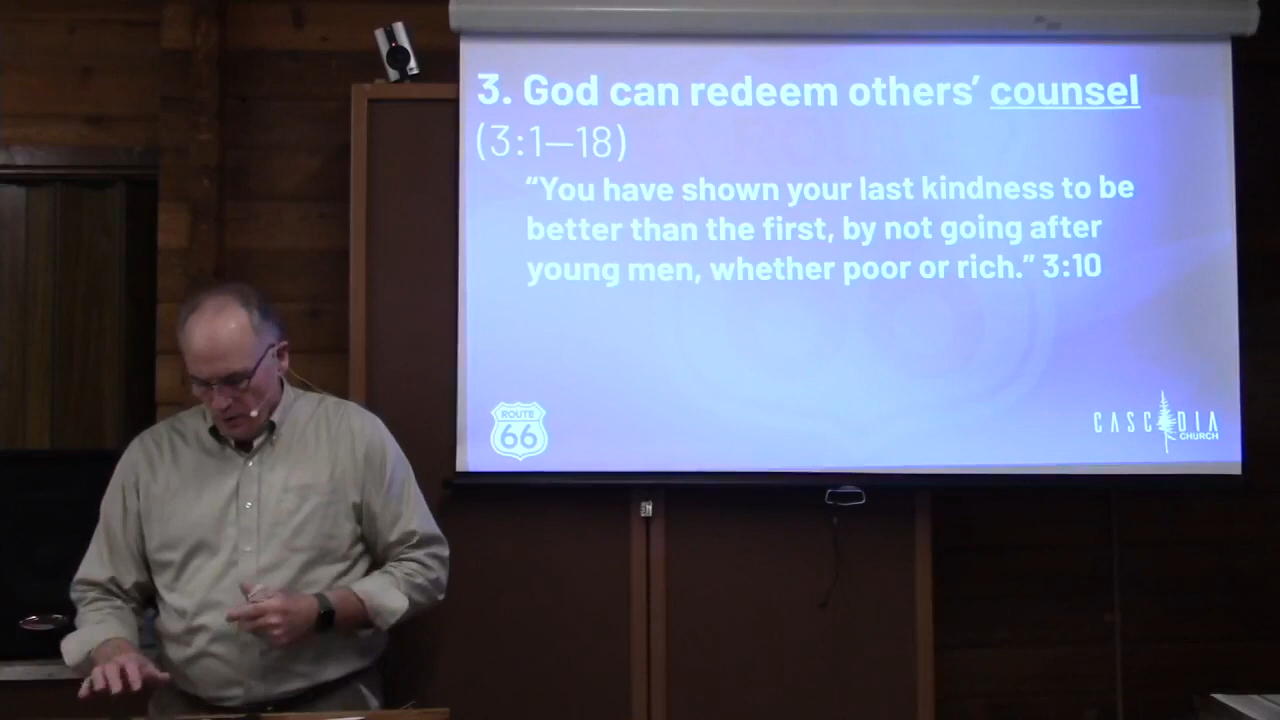 3. God can redeem others’ counsel
(3:1—18)
“You have shown your last kindness to be
better than the first, by not going after
young men, whether poor or rich.” 3:10
ROUTE
66
CASCADIA
CHURCH